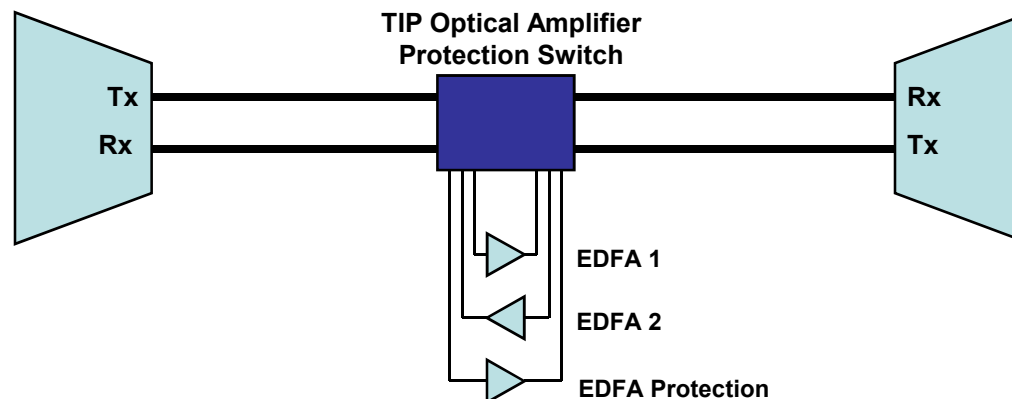 TIP Optical Amplifier
Protection Switch
Tx
Rx
Rx
Tx
EDFA 1
EDFA 2
EDFA Protection